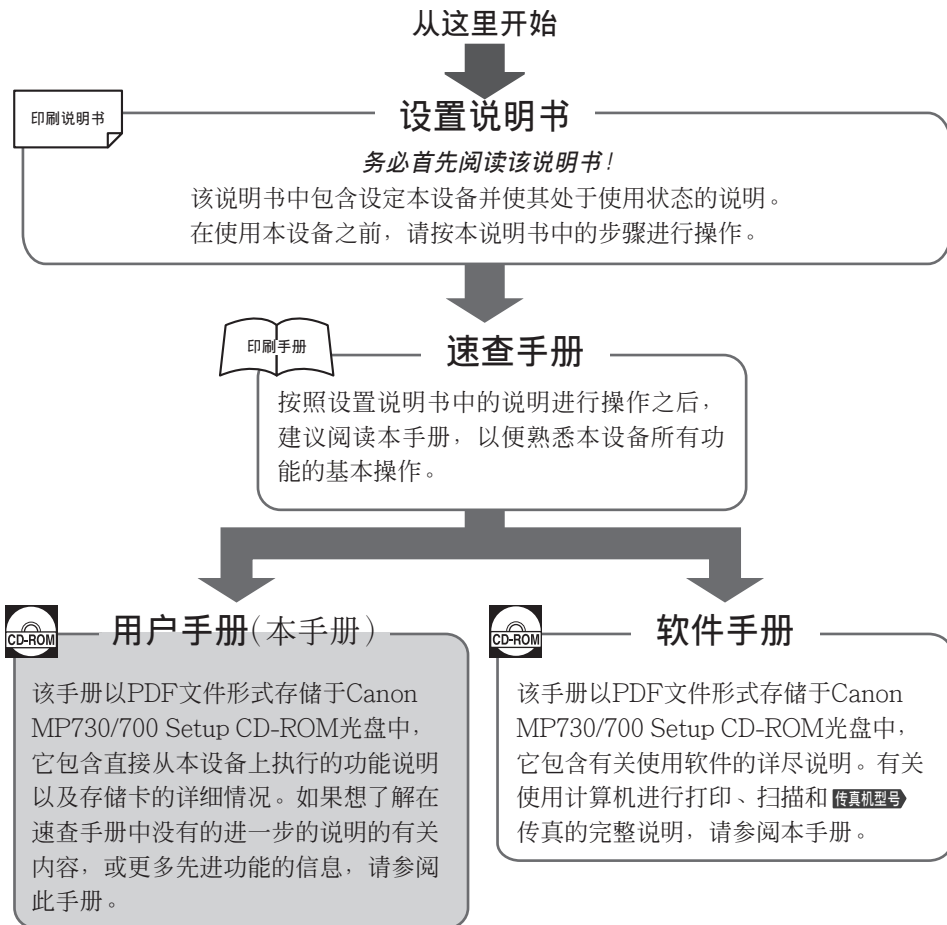 从这里开始
印刷说明书
设置说明书
务必首先阅读该说明书！
该说明书中包含设定本设备并使其处于使用状态的说明。
在使用本设备之前，请按本说明书中的步骤进行操作。
印刷手册
速查手册
按照设置说明书中的说明进行操作之后，
建议阅读本手册，以便熟悉本设备所有功
能的基本操作。
CD-ROM
用户手册(本手册)
该手册以PDF文件形式存储于Canon
MP730/700 Setup CD-ROM光盘中，
它包含直接从本设备上执行的功能说明
以及存储卡的详细情况。如果想了解在
速查手册中没有的进一步的说明的有关
内容，或更多先进功能的信息，请参阅
此手册。
CD-ROM
软件手册
该手册以PDF文件形式存储于Canon
MP730/700 Setup CD-ROM光盘中，
它包含有关使用软件的详尽说明。有关
使用计算机进行打印、扫描和 传真机型号
传真的完整说明，请参阅本手册。